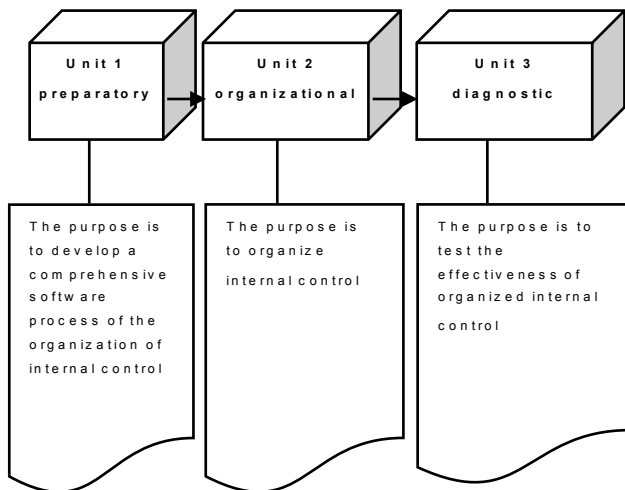 Unit 1
preparatory
Unit 2
organizational
Unit 3
diagnostic
The purpose is
to develop a
comprehensive
software
process of the
organization of
internal control
The purpose is
to organize
internal control
The purpose is to
test the
effectiveness of
organized internal
control